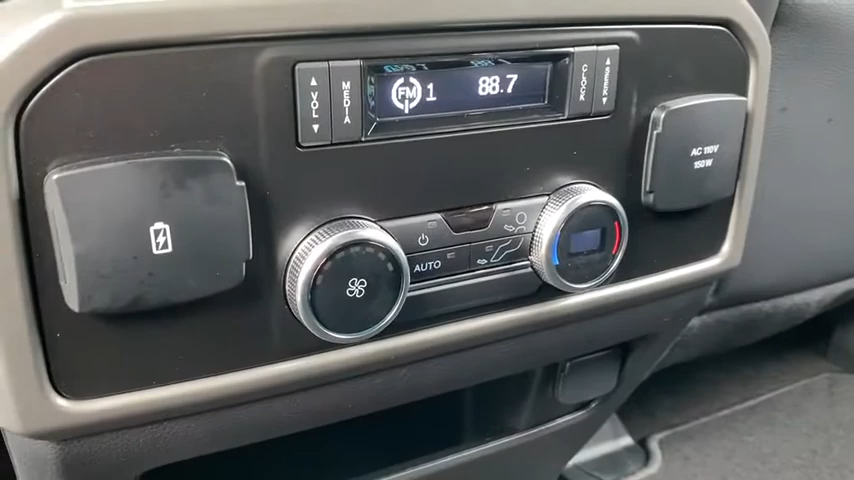 VOL
MEDIA
FM 1
88.7
CLOCK
SEEK
AC 110V
150W
AUTO